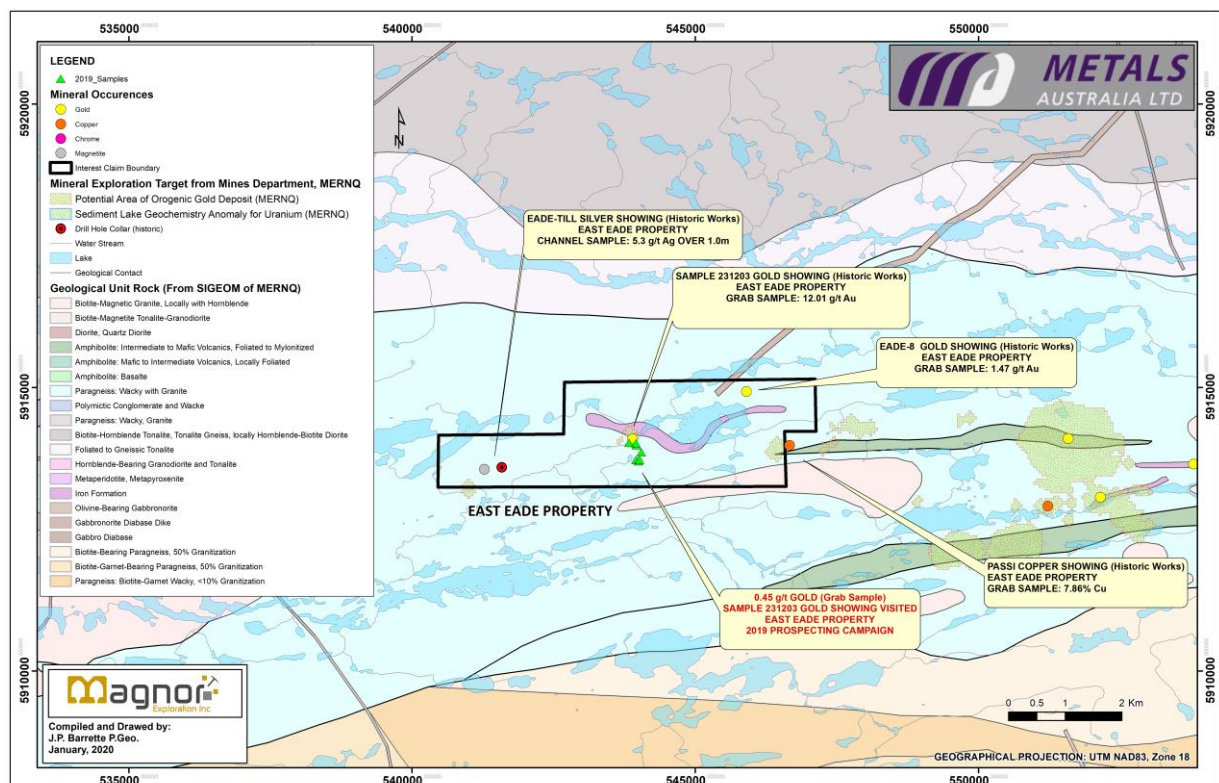 535000
540000
545000
550000
5920000
5920000
5915000
5915000
5910000
5910000
LEGEND
2019_Samples
Mineral Occurences
Gold
Copper
Chrome
Magnetite
Interest Claim Boundary
Mineral Exploration Target from Mines Department, MERNQ
Potential Area of Orogenic Gold Deposit (MERNQ)
Sediment Lake Geochemistry Anomaly for Uranium (MERNQ)
Drill Hole Collar (historic)
Water Stream
Lake
Geological Contact
Geological Unit Rock (From SIGEOM of MERNQ)
Biotite-Magnetic Granite, Locally with Hornblende
Biotite-Magnetite Tonalite-Granodiorite
Diorite, Quartz Diorite
Amphibolite: Intermediate to Mafic Volcanics, Foliated to Mylonitized
Amphibolite: Mafic to Intermediate Volcanics, Locally Foliated
Amphibolite: Basalte
Paragneiss: Wacky with Granite
Polymictic Conglomerate and Wacke
Paragneiss: Wacky, Granite
Biotite-Hornblende Tonalite, Tonalite Gneiss, locally Hornblende-Biotite Diorite
Foliated to Gneissic Tonalite
Hornblende-Bearing Granodiorite and Tonalite
Metaperidotite, Metapyroxenite
Iron Formation
Olivine-Bearing Gabbronorite
Gabbronorite Diabase Dike
Gabbro Diabase
Biotite-Bearing Paragneiss, 50% Granitization
Biotite-Garnet-Bearing Paragneiss, 50% Granitization
Paragneiss: Biotite-Garnet Wacky, <10% Granitization
N
METALS
AUSTRALIA LTD
EADE-TILL SILVER SHOWING (Historic Works)
EAST EADE PROPERTY
CHANNEL SAMPLE: 5.3 g/t Ag OVER 1.0m
SAMPLE 231203 GOLD SHOWING (Historic Works)
EAST EADE PROPERTY
GRAB SAMPLE: 12.01 g/t Au
EADE-8 GOLD SHOWING (Historic Works)
EAST EADE PROPERTY
GRAB SAMPLE: 1.47 g/t Au
EAST EADE PROPERTY
PASSI COPPER SHOWING (Historic Works)
EAST EADE PROPERTY
GRAB SAMPLE: 7.86% Cu
0.45 g/t GOLD (Grab Sample)
SAMPLE 231203 GOLD SHOWING VISITED
EAST EADE PROPERTY
2019 PROSPECTING CAMPAIGN
Magnor
Exploration Inc.
Compiled and Drawed by:
J.P. Barrette P.Geo.
January, 2020
0 0.5 1 2 Km
GEOGRAPHICAL PROJECTION: UTM NAD83, Zone 18
535000
540000
545000
550000